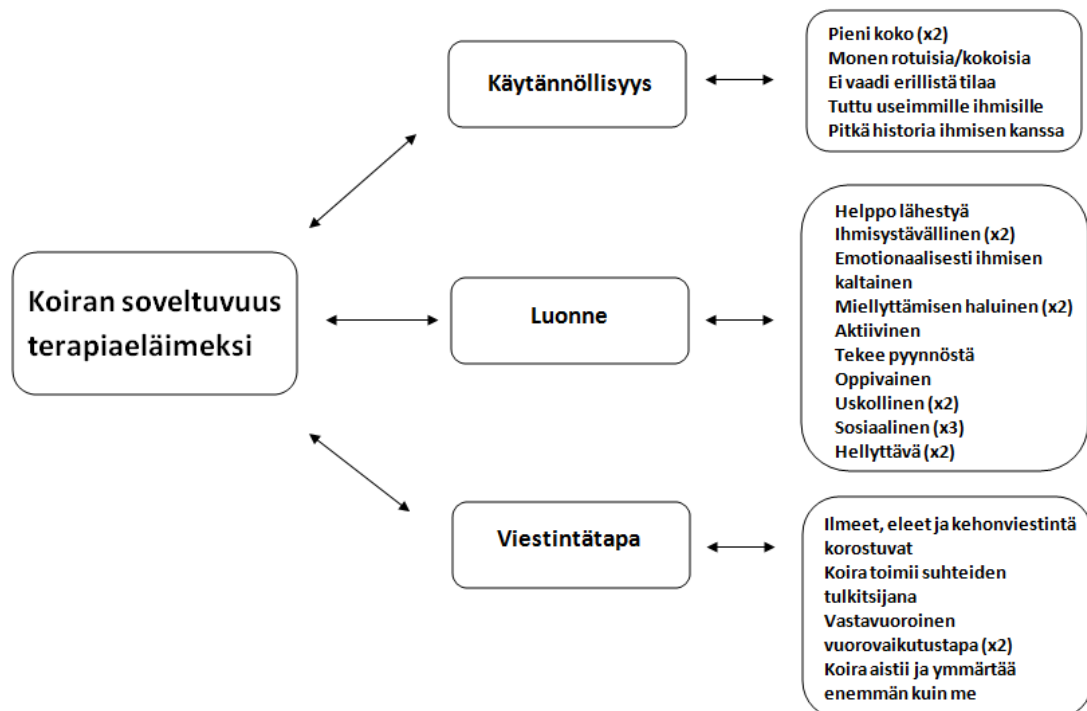 Koiran soveltuvuus
terapiaeläimeksi
Käytännöllisyys
Pieni koko (x2)
Monen rotuisia/kokoisia
Ei vaadi erillistä tilaa
Tuttu useimmille ihmisille
Pitkä historia ihmisen kanssa
Luonne
Helppo lähestyä
Ihmisystävällinen (x2)
Emotionaalisesti ihmisen
kaltainen
Miellyttämisen haluinen (x2)
Aktiivinen
Tekee pyynnöstä
Oppivainen
Uskollinen (x2)
Sosiaalinen (x3)
Hellyttävä (x2)
Viestintätapa
Ilmeet, eleet ja kehonviestintä
korostuvat
Koira toimii suhteiden
tulkitsijana
Vastavuoroinen
vuorovaikutustapa (x2)
Koira aistii ja ymmärtää
enemmän kuin me